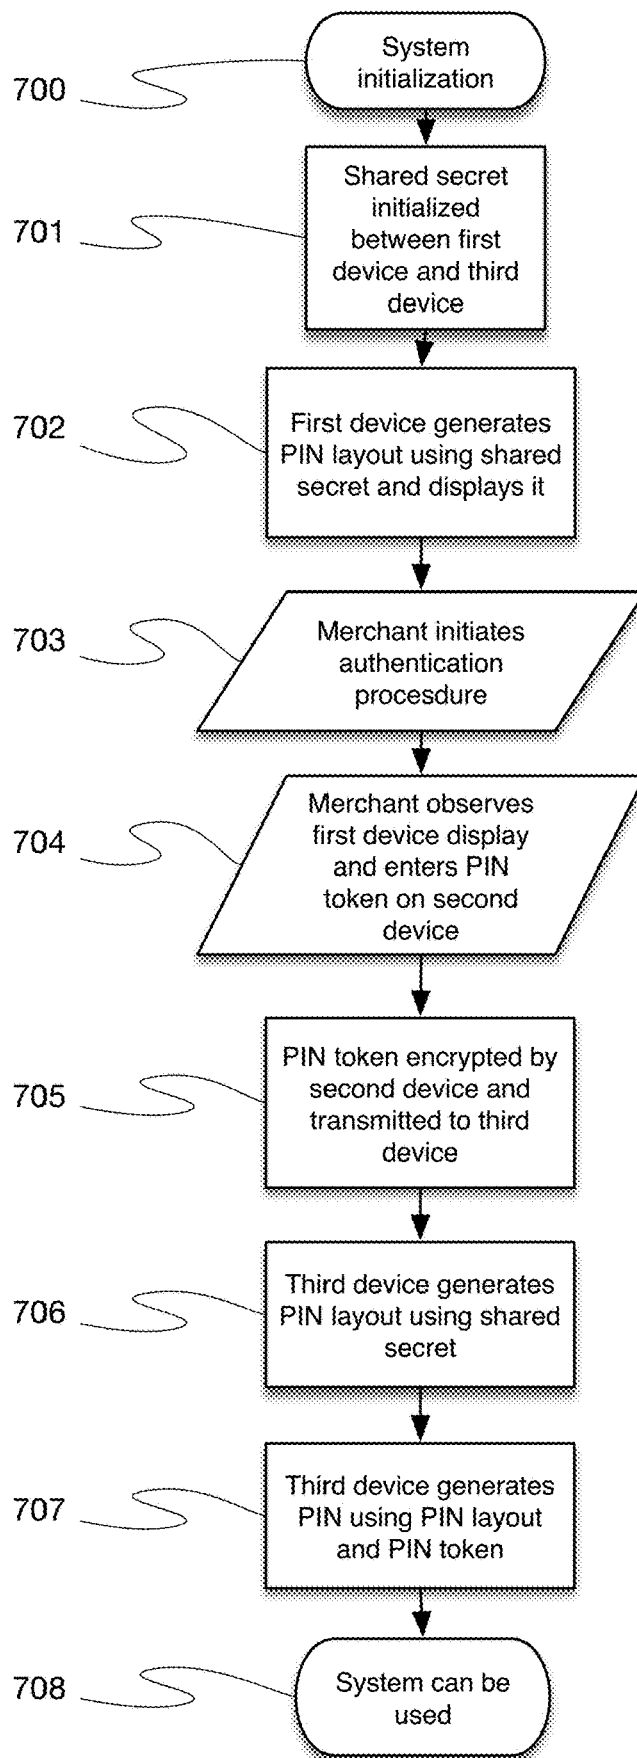 700
System
initialization
701
Shared secret
initialized
between first
device and third
device
702
First device generates
PIN layout using shared
secret and displays it
703
Merchant initiates
authentication
procesdure
704
Merchant observes
first device display
and enters PIN
token on second
device
705
PIN token encrypted by
second device and
transmitted to third
device
706
Third device generates
PIN layout using shared
secret
707
Third device generates
PIN using PIN layout
and PIN token
708
System can be
used